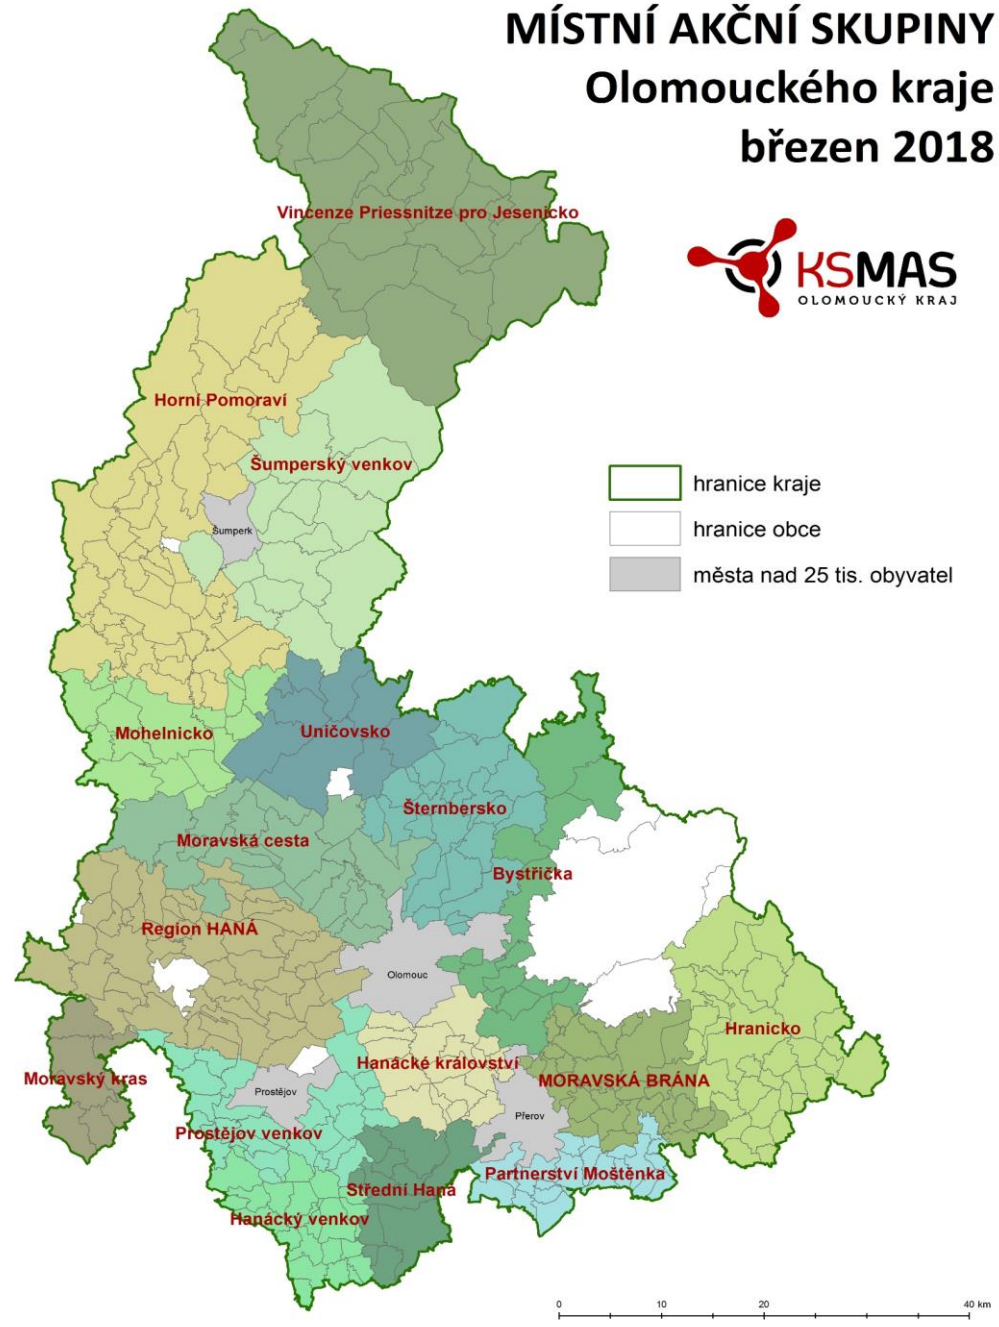 MÍSTNÍ AKČNÍ SKUPINY
Olomouckého kraje
březen 2018
Vincenze Priessnitze pro Jesenicko
KSMAS
OLOMOUCKÝ KRAJ
Horní Pomoraví
Šumperský venkov
hranice kraje
Šumperk
hranice obce
města nad 25 tis. obyvatel
Mohelnicko
Uničovsko
Šternbersko
Moravská cesta
Bystřička
Region HANÁ
Olomouc
Hranicko
Hanácké království
Moravský kras
MORAVSKÁ BRÁNA
Prostějov
Přerov
Prostějov venkov
Partnerství Moštěnka
Střední Haná
Hanácký venkov
0 10 20 40 km